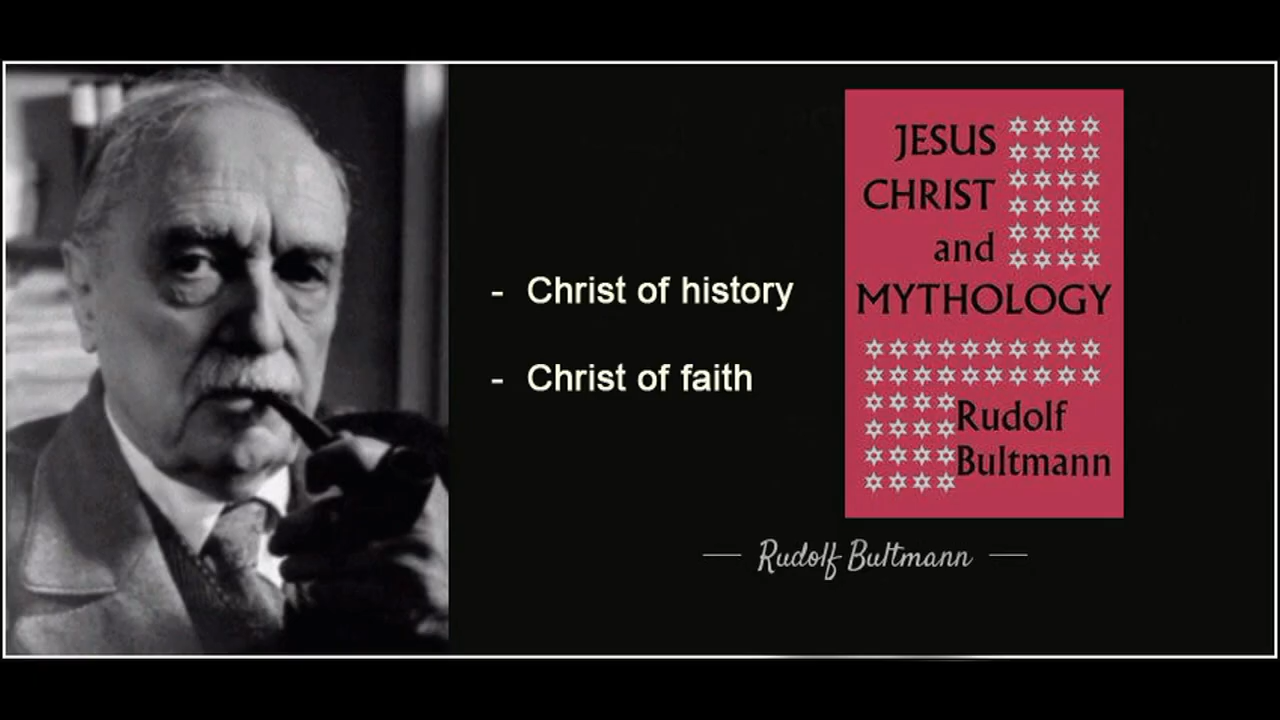 - Christ of history
- Christ of faith
JESUS
CHRIST
and
MYTHOLOGY
Rudolf
Bultmann
Rudolf Bultmann